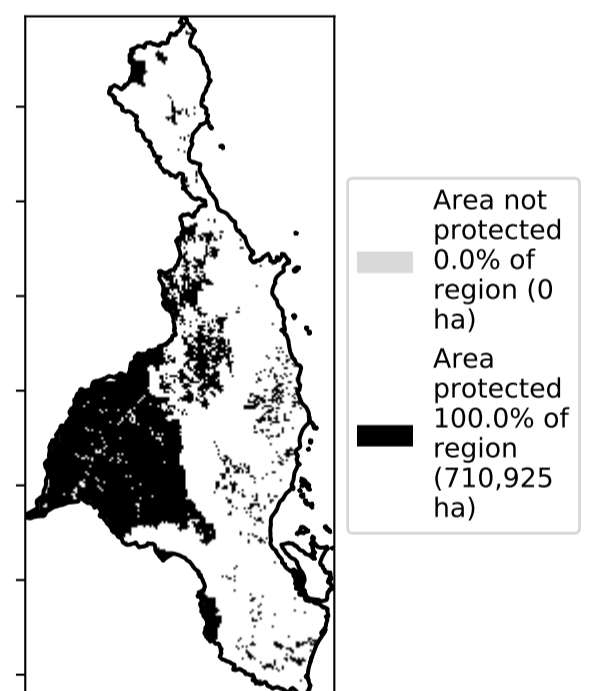 Area not
protected
0.0% of
region (0
ha)
Area
protected
100.0% of
region
(710,925
ha)